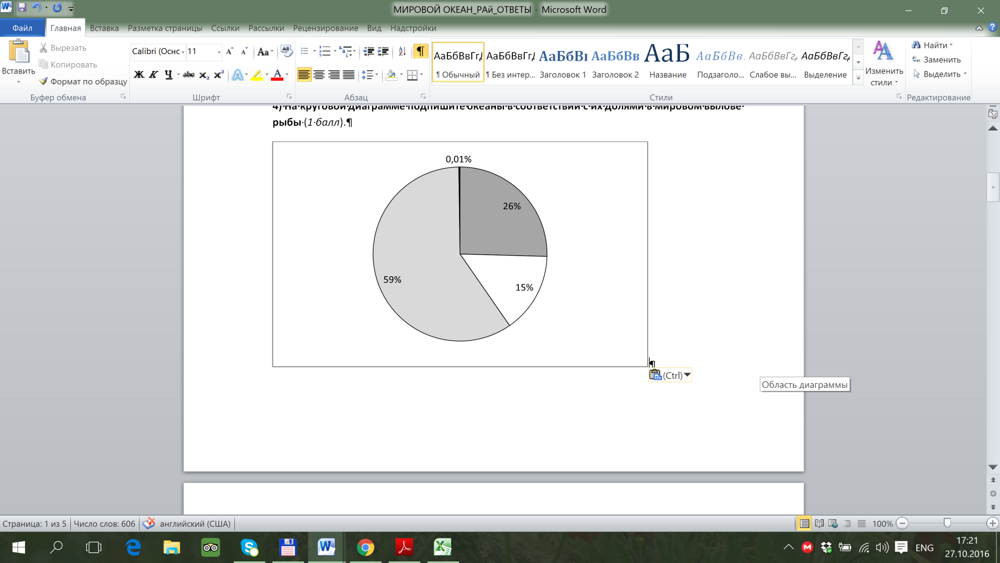 МИРОВОЙ ОКЕАН_РАй_ОТВЕТЫ - Microsoft Word
Файл Главная Вставка Разметка страницы Ссылки Рассылки Рецензирование Вид Надстройки
Вставить
Вырезать
Копировать
Формат по образцу
Буфер обмена
Calibri (Оснс 11
Ж К Ч abc x₂ x²
Шрифт
Абзац
АаБбВвГгД АаБбВвГгД АаБбВı АаБбВв АаБ АаБбВв. АаБбВвГг, АаБбВвГг,
¶ Обычный ¶ Без интер... Заголовок 1 Заголовок 2 Название Подзаголо... Слабое вы... Выделение
Стили
Изменить стили
Найти
Заменить
Выделить
Редактирование
4)·На·круговой·диаграмме·подпишите·океаны·в·соответствии·с·их·долями·в·мировом·вылове·
рыбы·(1·балл).¶
0,01%
26%
59%
15%
¶
(Ctrl)
Область диаграммы
Страница: 1 из 5 Число слов: 606 английский (США) 100%
ENG
17:21
27.10.2016